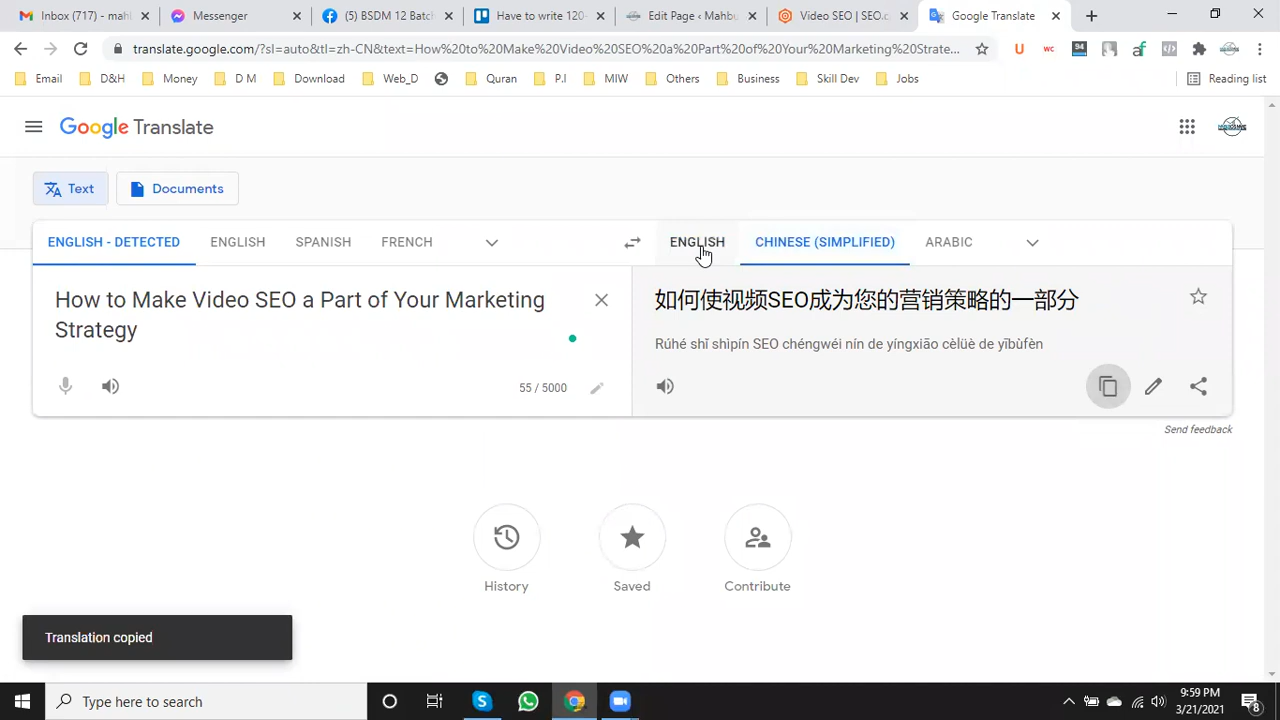 Inbox (717) - mahl
Messenger
(5) BSDM 12 Batch
Have to write 120-
Edit Page ‹ Mahbu
Video SEO | SEO.c
Google Translate
translate.google.com/?sl=auto&tl=zh-CN&text=How%20to%20Make%20Video%20SEO%20a%20Part%20of%20Your%20Marketing%20Strate...
Email
D&H
Money
D M
Download
Web_D
Quran
P.I
MIW
Others
Business
Skill Dev
Jobs
Reading list
Google Translate
Text
Documents
ENGLISH - DETECTED
ENGLISH
SPANISH
FRENCH
ENGLISH
CHINESE (SIMPLIFIED)
ARABIC
How to Make Video SEO a Part of Your Marketing
Strategy
55 / 5000
如何使视频SEO成为您的营销策略的一部分
Rúhé shǐ shìpín SEO chéngwéi nín de yíngxiāo cèlüè de yībùfèn
Send feedback
History
Saved
Contribute
Translation copied
Type here to search
9:59 PM
3/21/2021
8